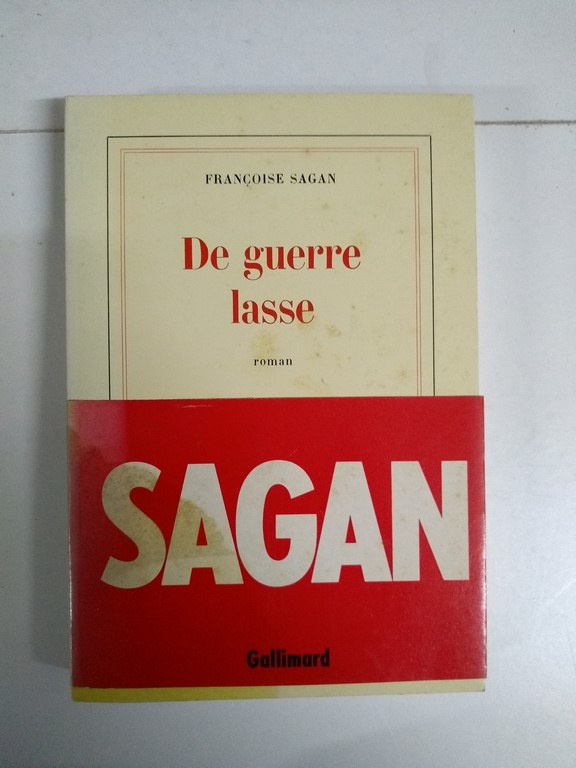 FRANÇOISE SAGAN
De guerre
lasse
roman
SAGAN
Gallimard